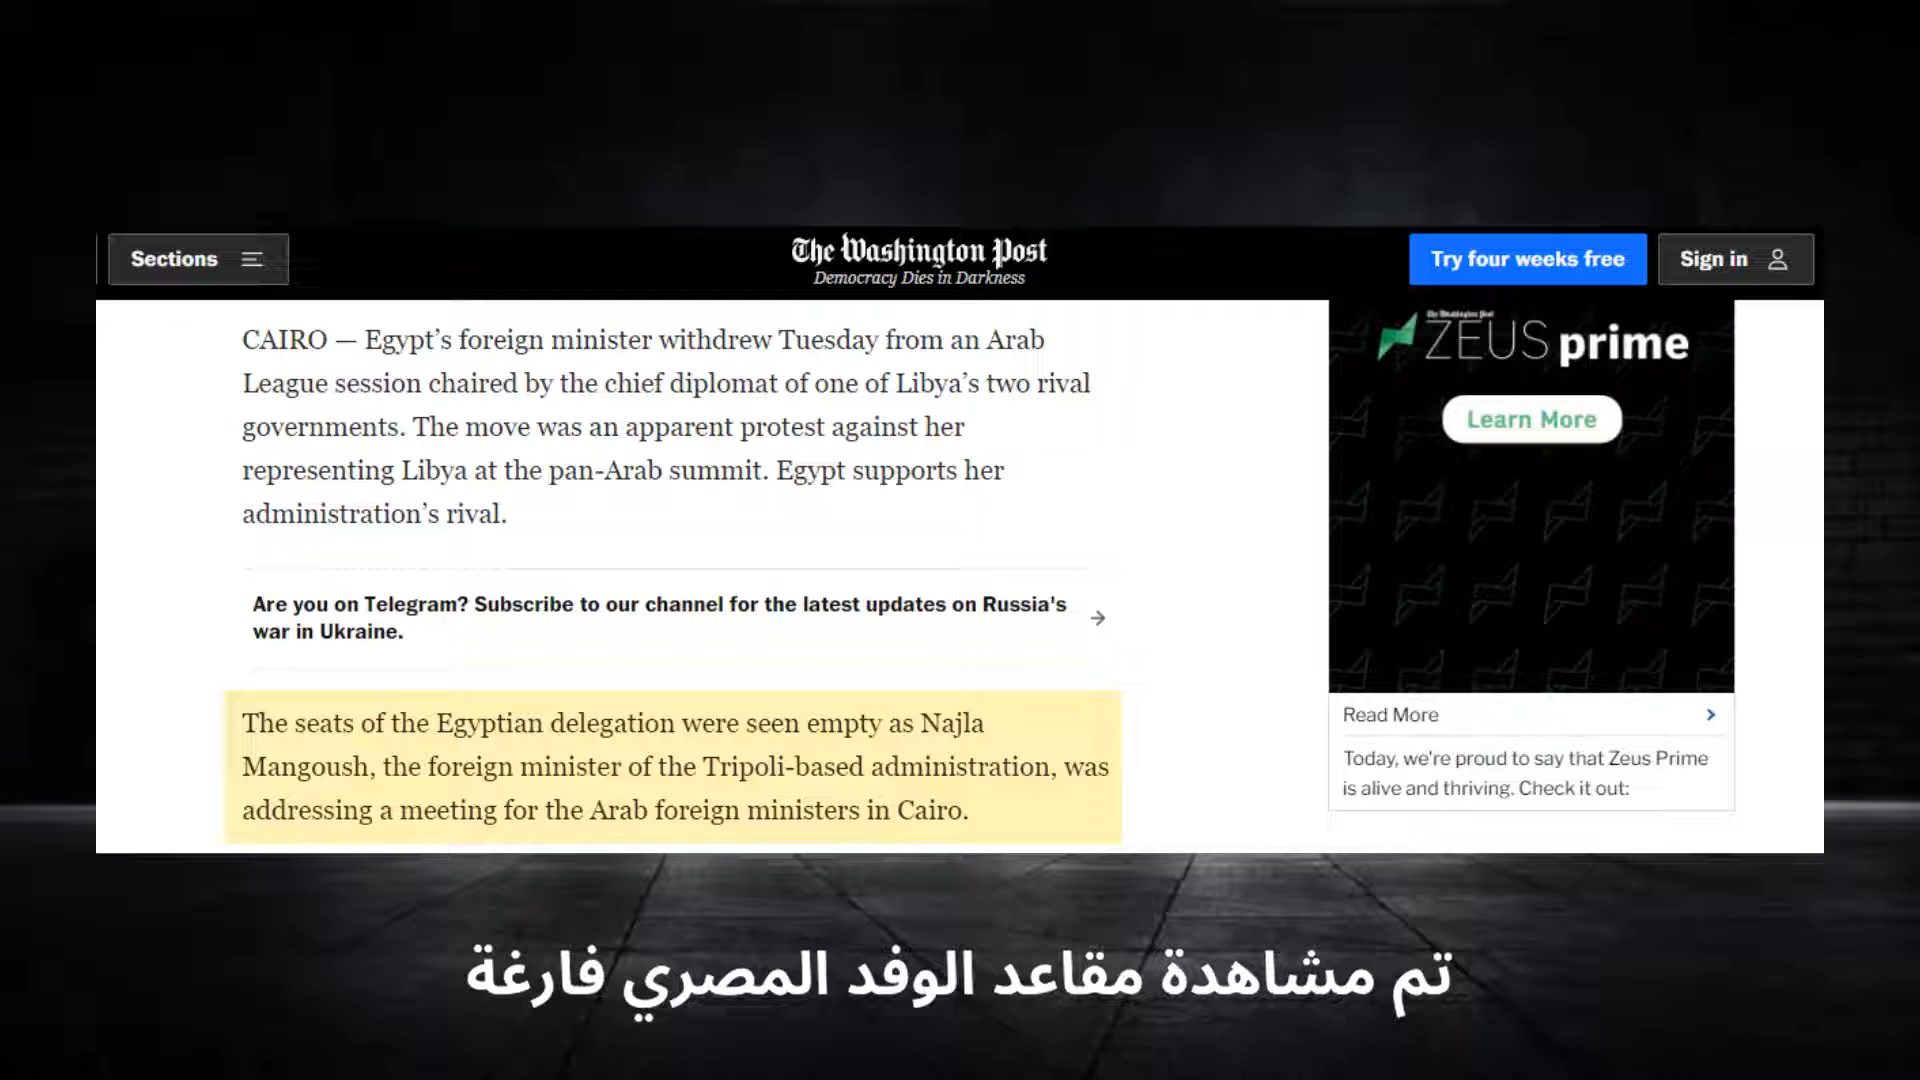 Sections
The Washington Post
Democracy Dies in Darkness
Try four weeks free
Sign in
CAIRO — Egypt’s foreign minister withdrew Tuesday from an Arab
League session chaired by the chief diplomat of one of Libya’s two rival
governments. The move was an apparent protest against her
representing Libya at the pan-Arab summit. Egypt supports her
administration’s rival.
Are you on Telegram? Subscribe to our channel for the latest updates on Russia's
war in Ukraine.
The seats of the Egyptian delegation were seen empty as Najla
Mangoush, the foreign minister of the Tripoli-based administration, was
addressing a meeting for the Arab foreign ministers in Cairo.
The Washington Post
ZEUS prime
Learn More
Read More
Today, we're proud to say that Zeus Prime
is alive and thriving. Check it out:
تم مشاهدة مقاعد الوفد المصري فارغة